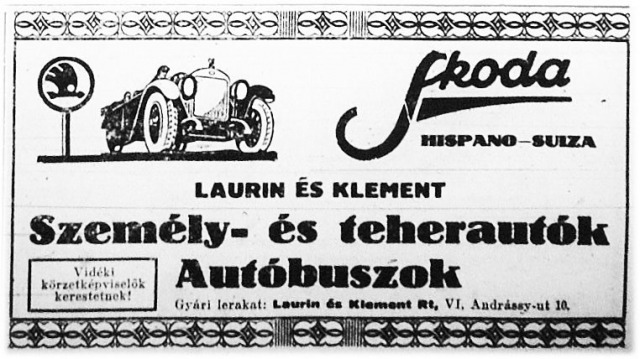 Škoda
HISPANO-SUIZA
LAURIN ÉS KLEMENT
Személy- és teherautók
Autóbuszok
Vidéki
körzetképviselők
kerestetnek!
Gyári lerakat: Laurin és Klement Rt, VI, Andrássy-ut 10.